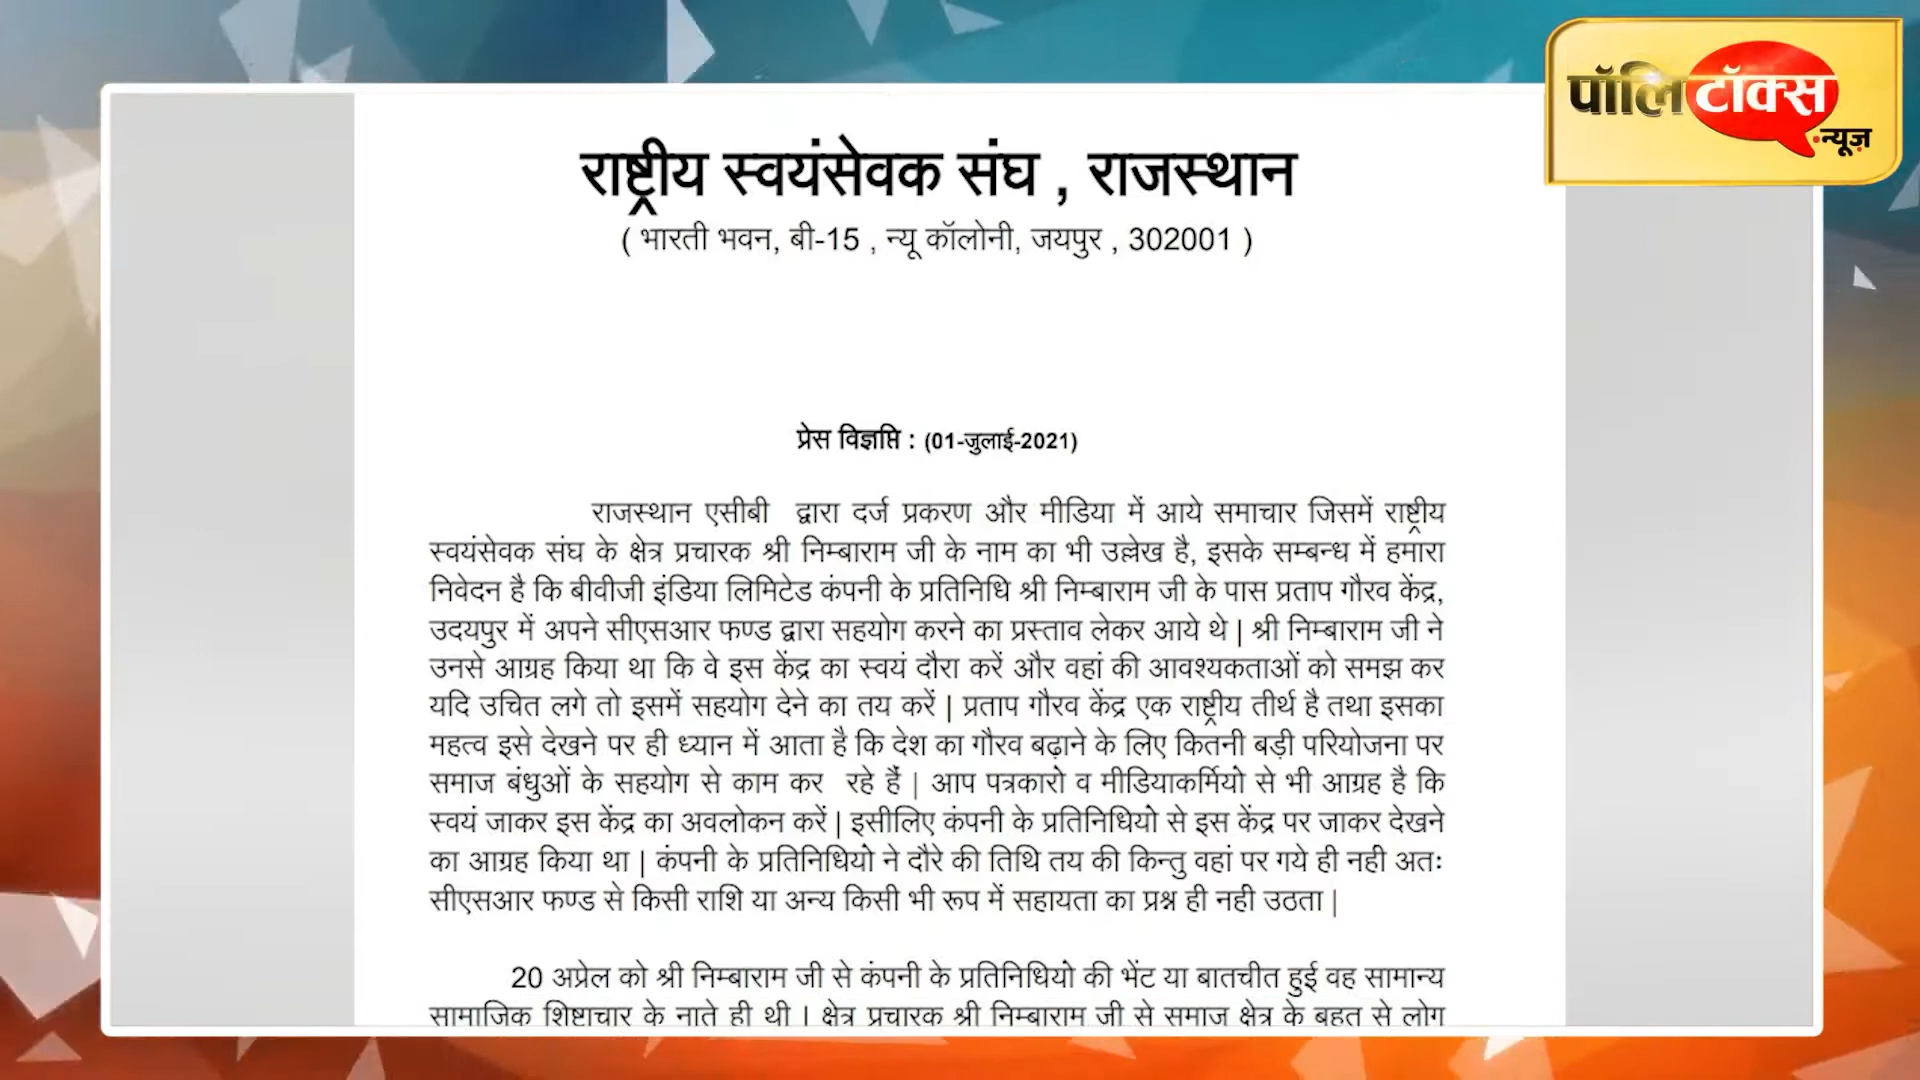 पॉलिटॉक्स
न्यूज़
राष्ट्रीय स्वयंसेवक संघ , राजस्थान
( भारती भवन, बी-15 , न्यू कॉलोनी, जयपुर , 302001 )
प्रेस विज्ञप्ति : (01-जुलाई-2021)
राजस्थान एसीबी द्वारा दर्ज प्रकरण और मीडिया में आये समाचार जिसमें राष्ट्रीय
स्वयंसेवक संघ के क्षेत्र प्रचारक श्री निम्बाराम जी के नाम का भी उल्लेख है, इसके सम्बन्ध में हमारा
निवेदन है कि बीवीजी इंडिया लिमिटेड कंपनी के प्रतिनिधि श्री निम्बाराम जी के पास प्रताप गौरव केंद्र,
उदयपुर में अपने सीएसआर फण्ड द्वारा सहयोग करने का प्रस्ताव लेकर आये थे | श्री निम्बाराम जी ने
उनसे आग्रह किया था कि वे इस केंद्र का स्वयं दौरा करें और वहां की आवश्यकताओं को समझ कर
यदि उचित लगे तो इसमें सहयोग देने का तय करें | प्रताप गौरव केंद्र एक राष्ट्रीय तीर्थ है तथा इसका
महत्व इसे देखने पर ही ध्यान में आता है कि देश का गौरव बढ़ाने के लिए कितनी बड़ी परियोजना पर
समाज बंधुओं के सहयोग से काम कर रहे हैं | आप पत्रकारो व मीडियाकर्मियो से भी आग्रह है कि
स्वयं जाकर इस केंद्र का अवलोकन करें | इसीलिए कंपनी के प्रतिनिधियो से इस केंद्र पर जाकर देखने
का आग्रह किया था | कंपनी के प्रतिनिधियो ने दौरे की तिथि तय की किन्तु वहां पर गये ही नही अतः
सीएसआर फण्ड से किसी राशि या अन्य किसी भी रूप में सहायता का प्रश्न ही नही उठता |
20 अप्रेल को श्री निम्बाराम जी से कंपनी के प्रतिनिधियो की भेंट या बातचीत हुई वह सामान्य
सामाजिक शिष्टाचार के नाते ही थी | क्षेत्र प्रचारक श्री निम्बाराम जी से समाज क्षेत्र के बहुत से लोग